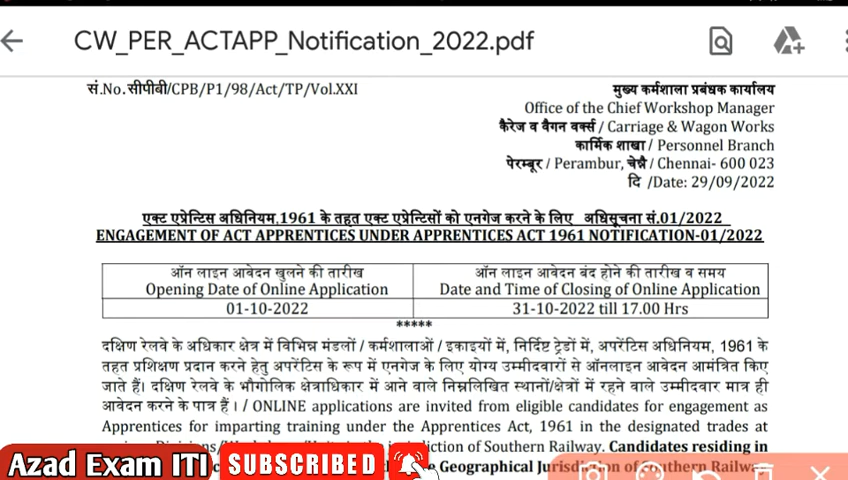 CW_PER_ACTAPP_Notification_2022.pdf
सं.No. सीपीबी/CPB/P1/98/Act/TP/Vol.XXI
मुख्य कर्मशाला प्रबंधक कार्यालय
Office of the Chief Workshop Manager
कैरेज व वैगन वर्क्स / Carriage & Wagon Works
कार्मिक शाखा / Personnel Branch
पेरम्बूर / Perambur, चेन्नै / Chennai- 600 023
दि /Date: 29/09/2022
एक्ट एप्रेन्टिस अधिनियम,1961 के तहत एक्ट एप्रेन्टिसों को एनगेज करने के लिए अधिसूचना सं.01/2022
ENGAGEMENT OF ACT APPRENTICES UNDER APPRENTICES ACT 1961 NOTIFICATION-01/2022
ऑन लाइन आवेदन खुलने की तारीख
Opening Date of Online Application
ऑन लाइन आवेदन बंद होने की तारीख व समय
Date and Time of Closing of Online Application
01-10-2022
31-10-2022 till 17.00 Hrs
*****
दक्षिण रेलवे के अधिकार क्षेत्र में विभिन्न मंडलों / कर्मशालाओं / इकाइयों में, निर्दिष्ट ट्रेडों में, अपरेंटिस अधिनियम, 1961 के
तहत प्रशिक्षण प्रदान करने हेतु अपरेंटिस के रूप में एनगेज के लिए योग्य उम्मीदवारों से ऑनलाइन आवेदन आमंत्रित किए
जाते हैं। दक्षिण रेलवे के भौगोलिक क्षेत्राधिकार में आने वाले निम्नलिखित स्थानों/क्षेत्रों में रहने वाले उम्मीदवार मात्र ही
आवेदन करने के पात्र हैं । / ONLINE applications are invited from eligible candidates for engagement as
Apprentices for imparting training under the Apprentices Act, 1961 in the designated trades at
jurisdiction of Southern Railway. Candidates residing in
Geographical Jurisdiction of Southern Railway
Azad Exam ITI
SUBSCRIBED